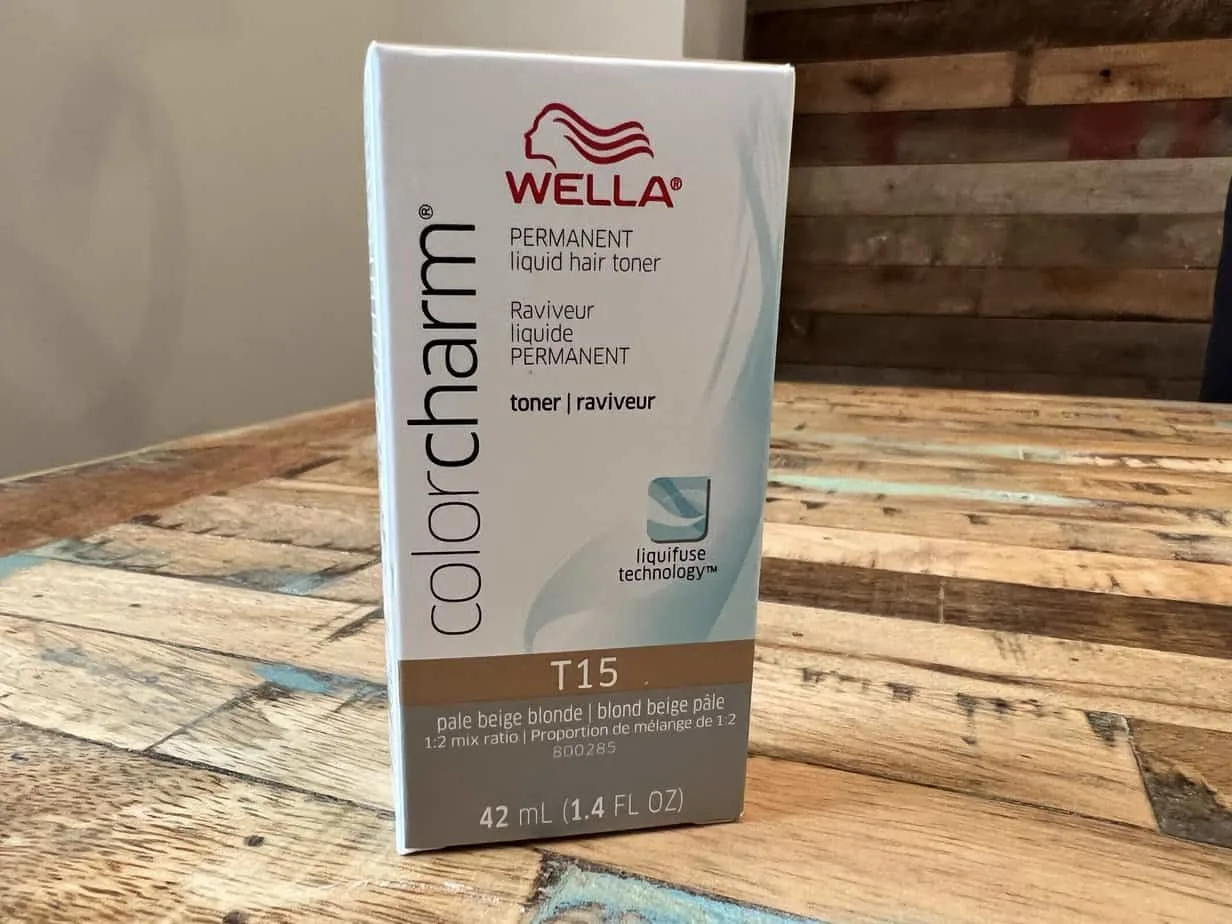 WELLA®
colorcharm®
PERMANENT
liquid hair toner
Raviveur
liquide
PERMANENT
toner | raviveur
liquifuse
technology™
T15
pale beige blonde | blond beige pâle
1:2 mix ratio | Proportion de mélange de 1:2
800285
42 mL (1.4 FL OZ)